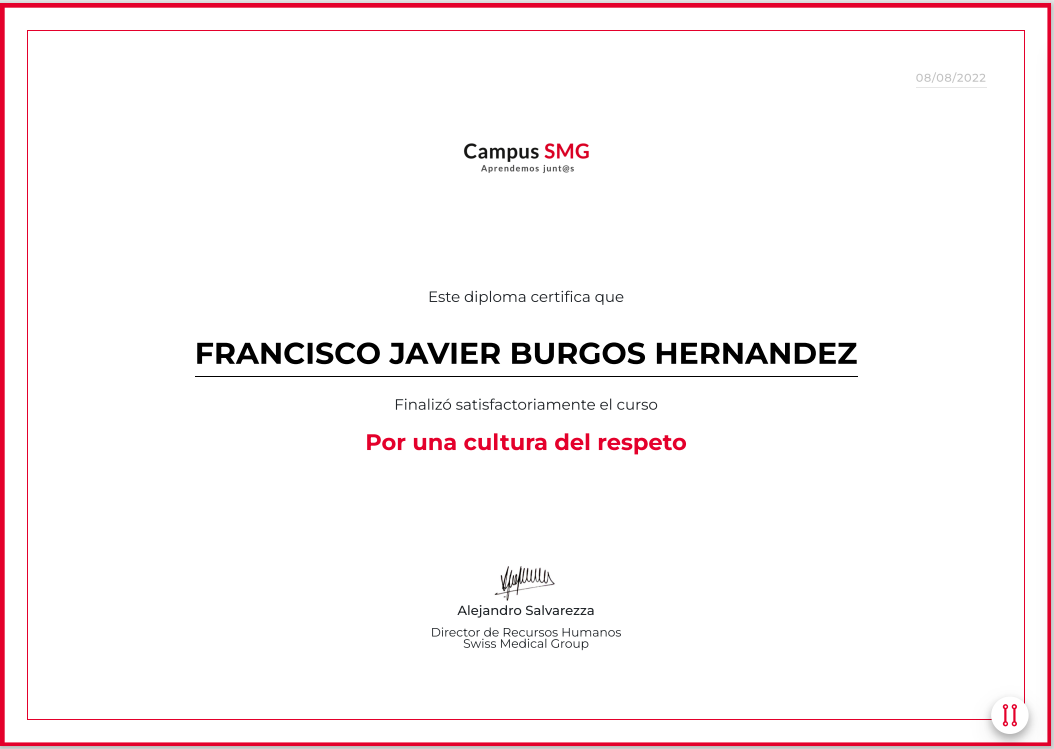 08/08/2022
Campus SMG
Aprendemos junt@s
Este diploma certifica que
FRANCISCO JAVIER BURGOS HERNANDEZ
Finalizó satisfactoriamente el curso
Por una cultura del respeto
Alejandro Salvarezza
Director de Recursos Humanos
Swiss Medical Group